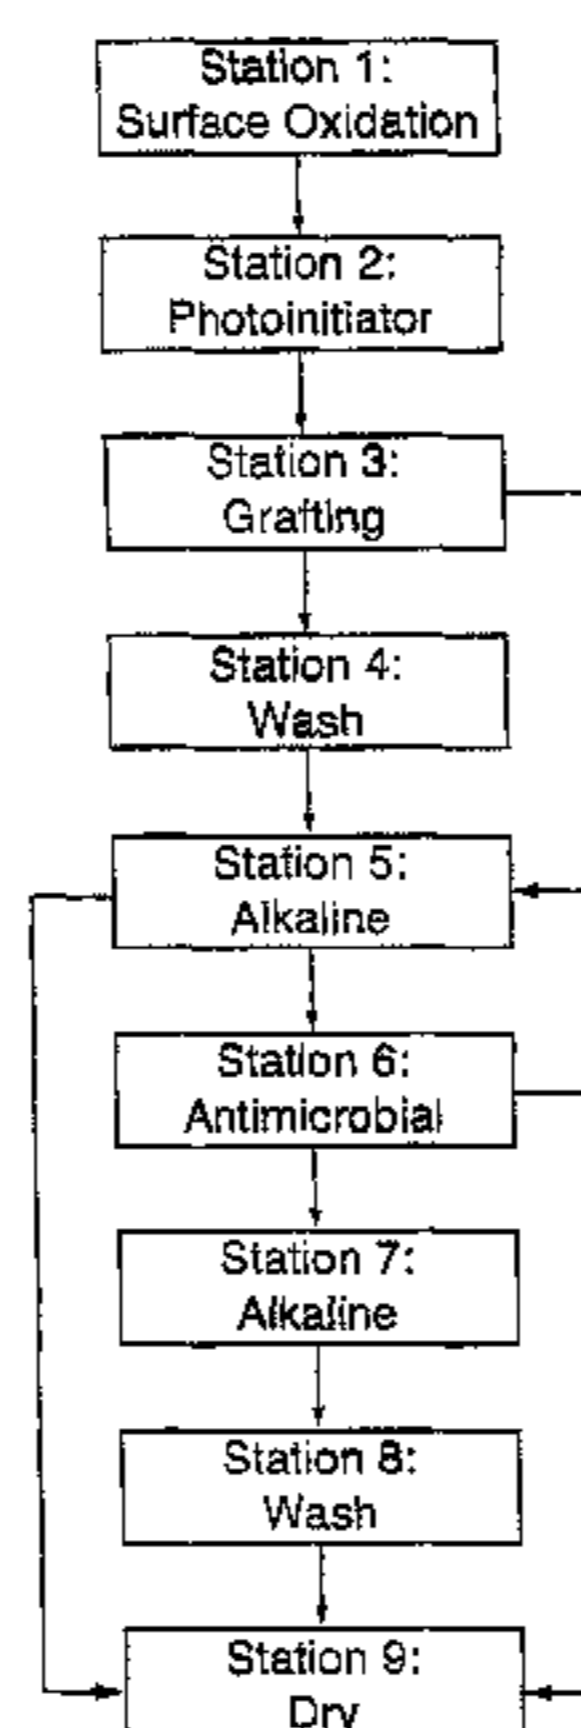 Station 1:
Surface Oxidation
Station 2:
Photoinitiator
Station 3:
Grafting
Station 4:
Wash
Station 5:
Alkaline
Station 6:
Antimicrobial
Station 7:
Alkaline
Station 8:
Wash
Station 9:
Dry